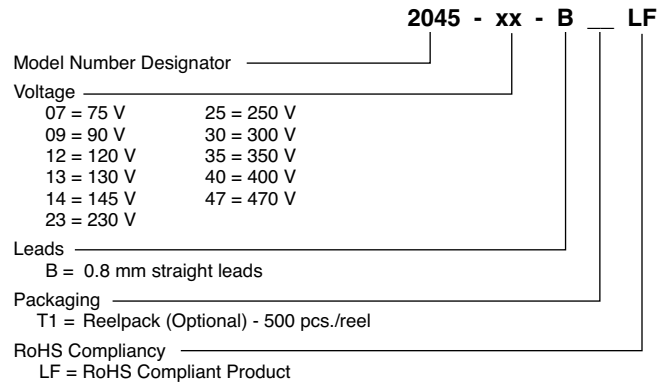 2045 - xx - B __ LF
Model Number Designator
Voltage
07 = 75 V 25 = 250 V
09 = 90 V 30 = 300 V
12 = 120 V 35 = 350 V
13 = 130 V 40 = 400 V
14 = 145 V 47 = 470 V
23 = 230 V
Leads
B = 0.8 mm straight leads
Packaging
T1 = Reelpack (Optional) - 500 pcs./reel
RoHS Compliancy
LF = RoHS Compliant Product